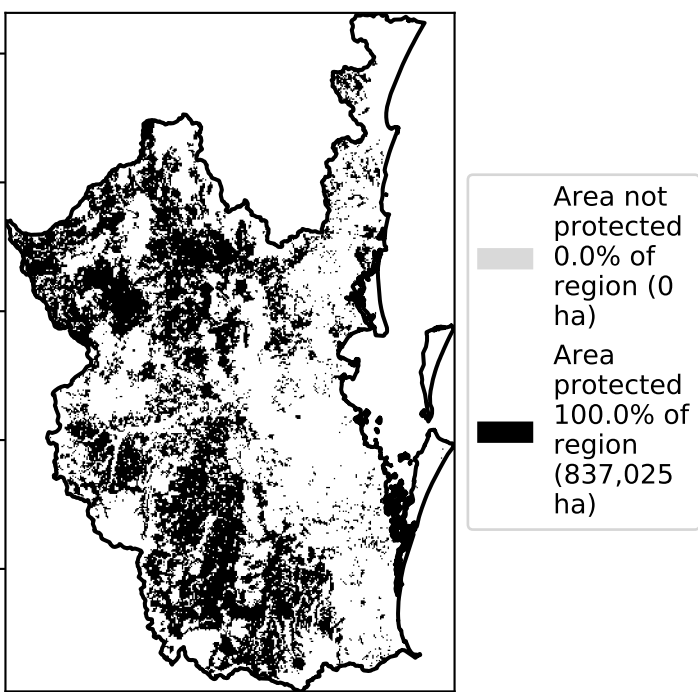 Area not
protected
0.0% of
region (0
ha)
Area
protected
100.0% of
region
(837,025
ha)